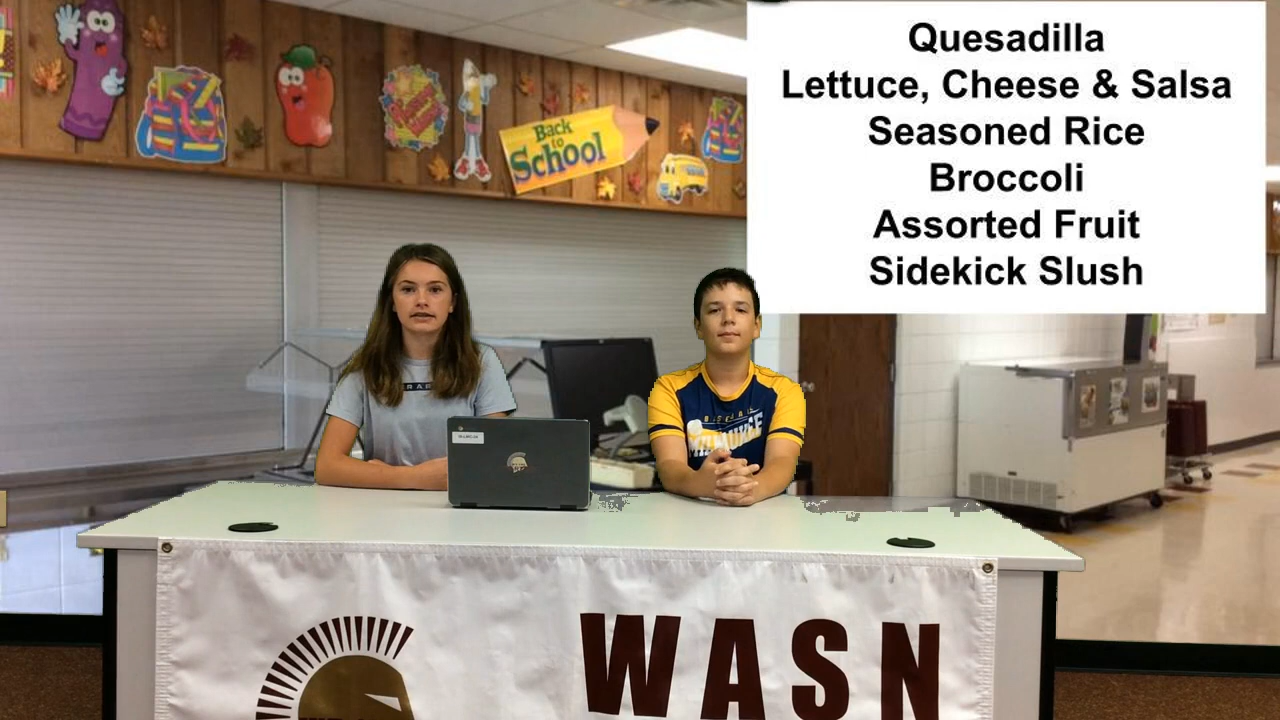 Quesadilla
Lettuce, Cheese & Salsa
Seasoned Rice
Broccoli
Assorted Fruit
Sidekick Slush
Back
to
School
WASN